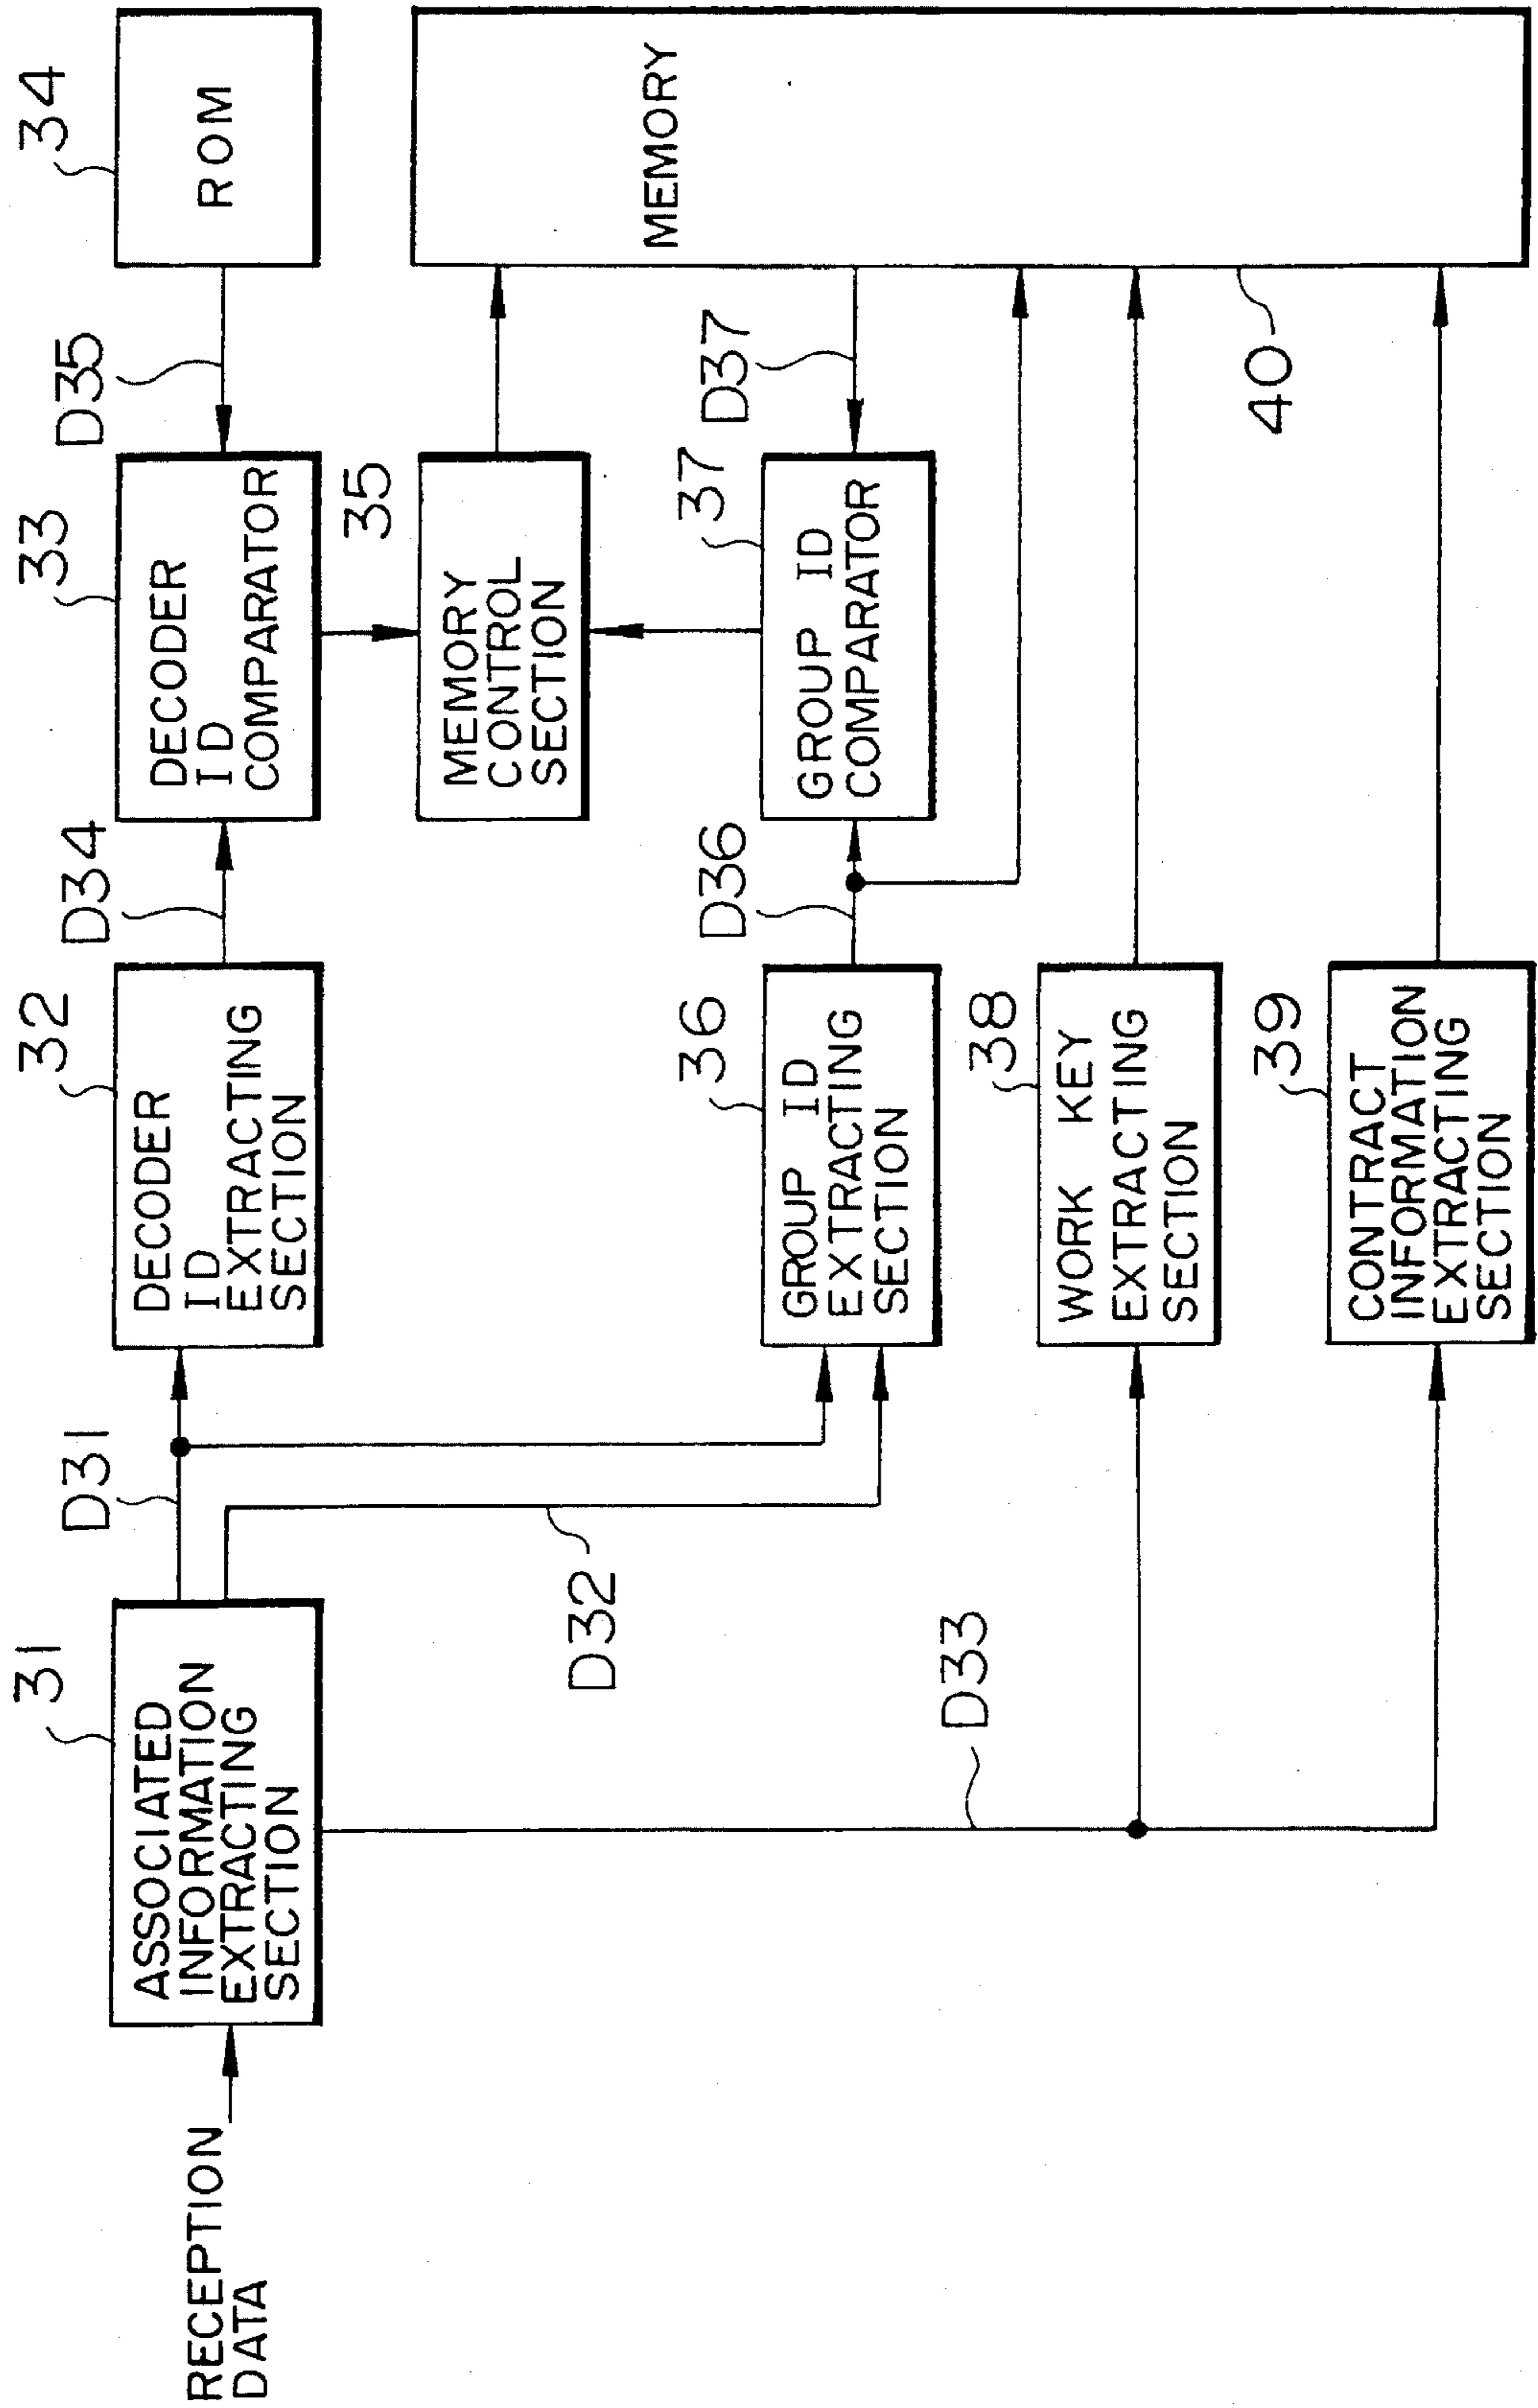 RECEPTION
DATA
31
ASSOCIATED
INFORMATION
EXTRACTING
SECTION
D31
D32
D33
32
DECODER
ID
EXTRACTING
SECTION
D34
33
DECODER
ID
COMPARATOR
D35
34
ROM
35
MEMORY
CONTROL
SECTION
36
GROUP ID
EXTRACTING
SECTION
D36
37
GROUP ID
COMPARATOR
D37
MEMORY
40
38
WORK KEY
EXTRACTING
SECTION
39
CONTRACT
INFORMATION
EXTRACTING
SECTION